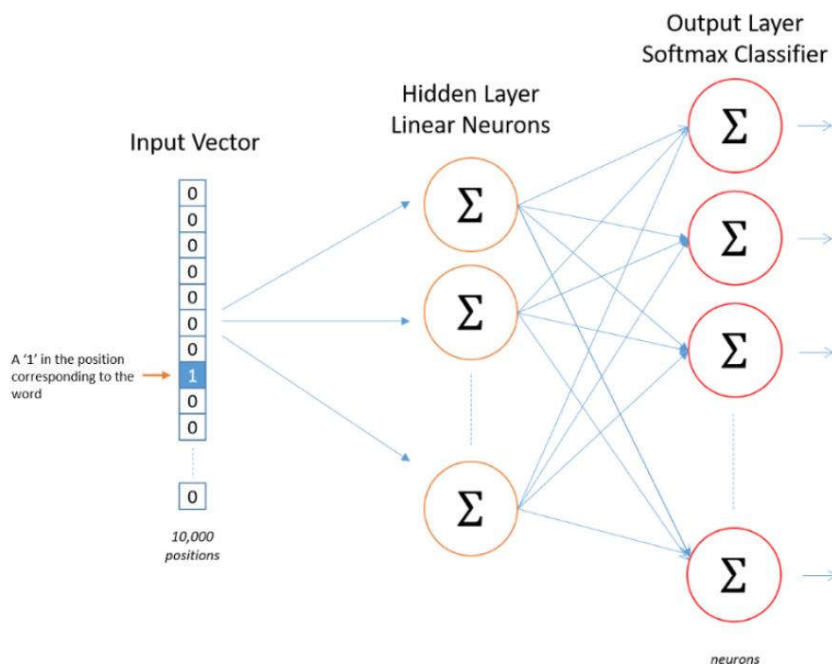 Output Layer
Softmax Classifier
Hidden Layer
Linear Neurons
Input Vector
0
0
0
0
0
0
0
1
0
0
0
A ‘1’ in the position
corresponding to the
word
10,000
positions
Σ
Σ
Σ
Σ
Σ
Σ
Σ
neurons